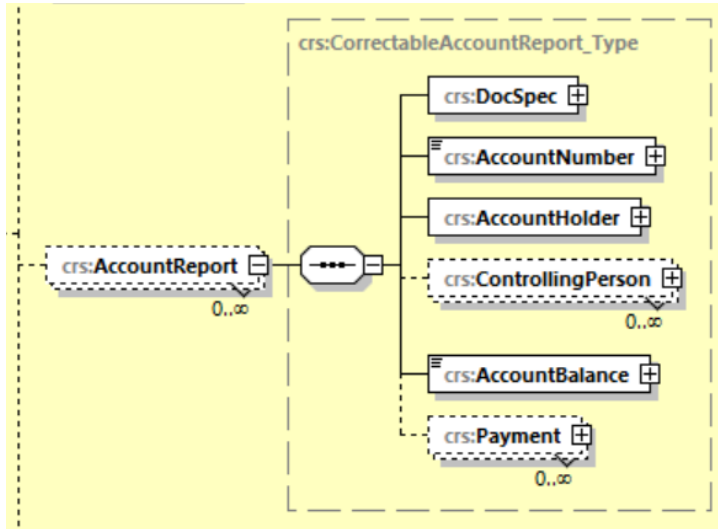 crs:CorrectableAccountReport_Type
crs:DocSpec
crs:AccountNumber
crs:AccountHolder
crs:AccountReport
0..∞
crs:ControllingPerson
0..∞
crs:AccountBalance
crs:Payment
0..∞